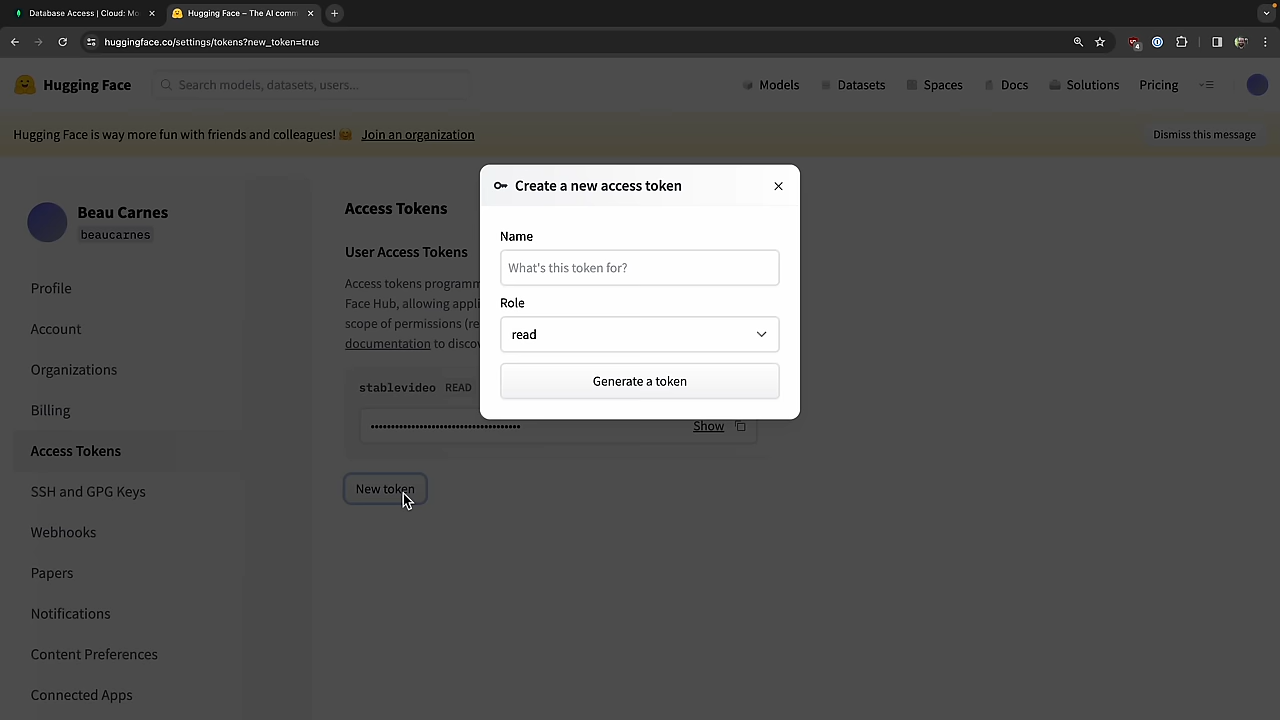 Database Access | Cloud: Mo
Hugging Face – The AI comm
huggingface.co/settings/tokens?new_token=true
4
Hugging Face
Search models, datasets, users...
Models
Datasets
Spaces
Docs
Solutions
Pricing
Hugging Face is way more fun with friends and colleagues! 🤗 Join an organization
Dismiss this message
Beau Carnes
beaucarnes
Profile
Account
Organizations
Billing
Access Tokens
SSH and GPG Keys
Webhooks
Papers
Notifications
Content Preferences
Connected Apps
Access Tokens
User Access Tokens
Access tokens programm
Face Hub, allowing appli
scope of permissions (re
documentation to disco
stablevideo READ
•••••••••••••••••••••••••••••••••••••
Show
New token
Create a new access token
Name
What's this token for?
Role
read
Generate a token